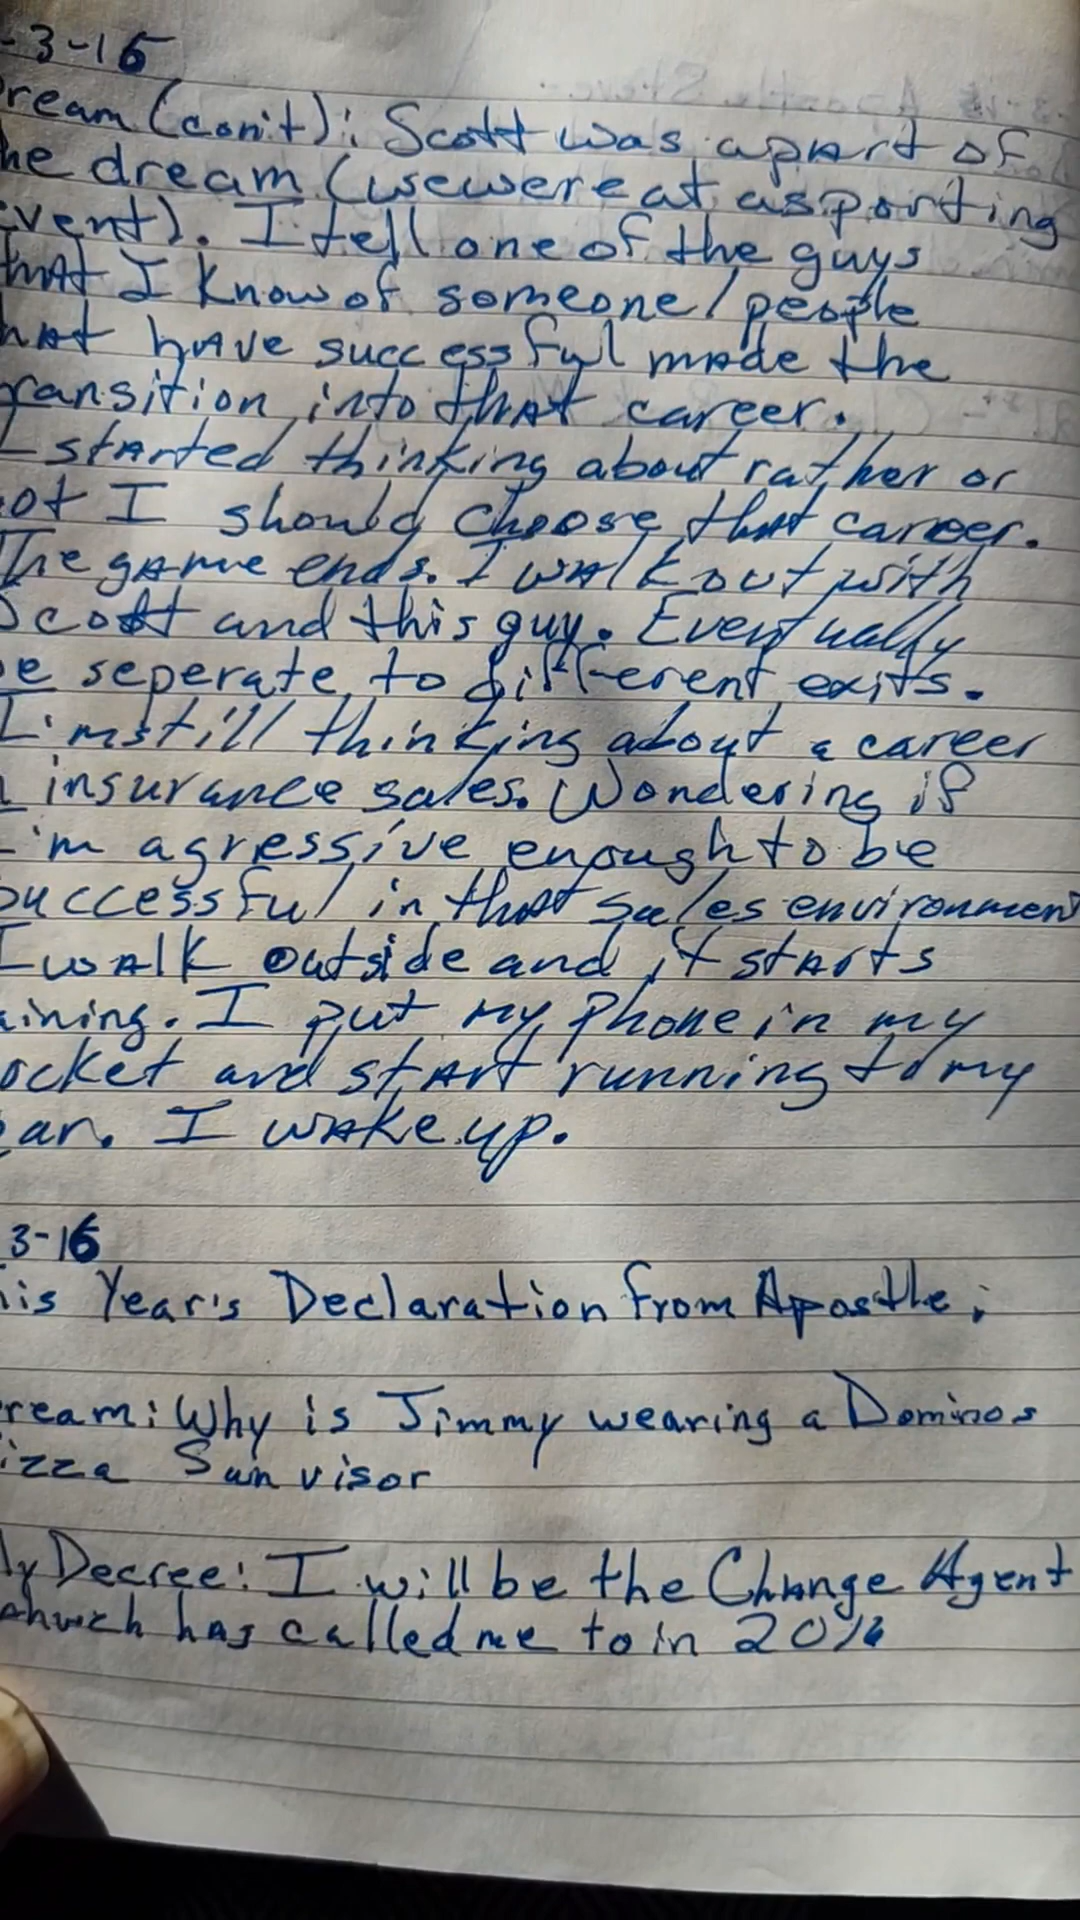 -3-16
ream (con't): Scott was apart of
he dream (we were at a sporting
vent). I tell one of the guys
that I know of someone/people
hat have successful made the
ransition into that career.
I started thinking about rather or
ot I should choose that career.
The game ends. I walk out with
Scott and this guy. Eventually
we seperate to different exits.
I'm still thinking about a career
n insurance sales. Wondering if
I'm agressive enough to be
successful in that sales environment
I walk outside and it starts
aining. I put my phone in my
ocket and start running to my
ar. I wake up.
3-16
is Year's Declaration from Apostle:
ream: Why is Jimmy wearing a Dominos
izza Sun visor
My Decree: I will be the Change Agent
has called me to in 2016